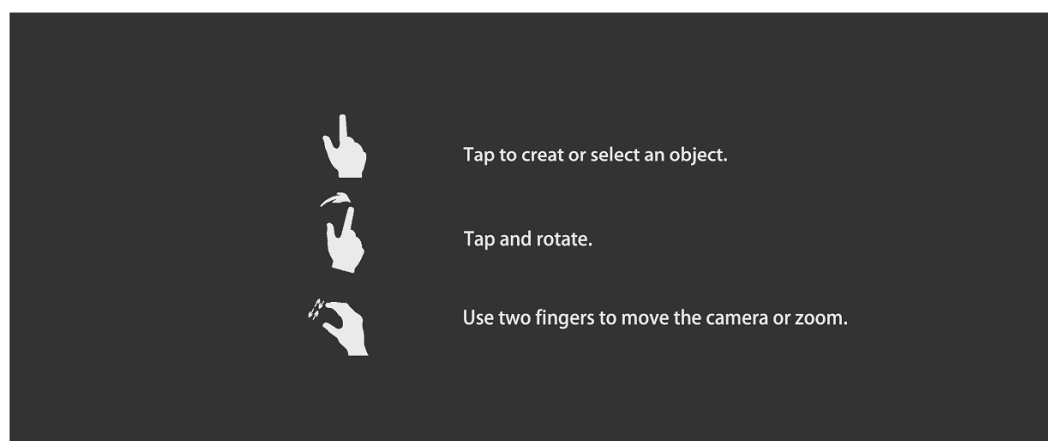 Tap to creat or select an object.
Tap and rotate.
Use two fingers to move the camera or zoom.